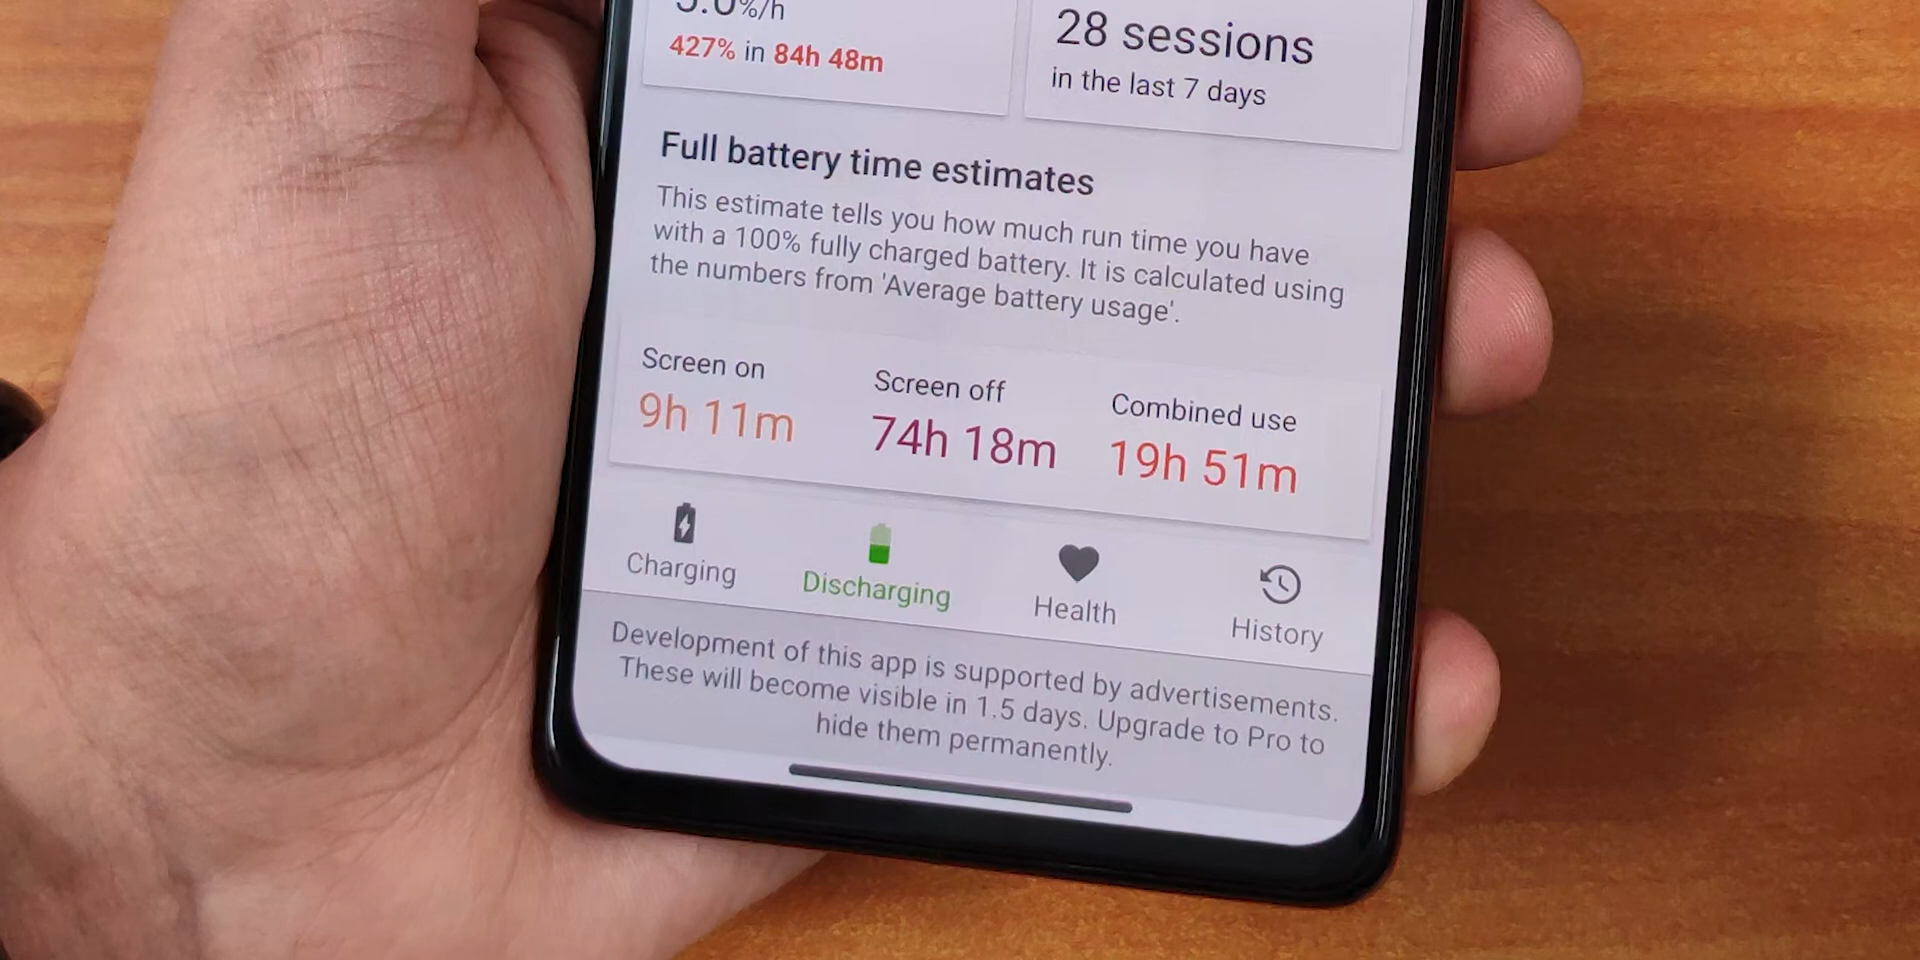 5.0%/h
427% in 84h 48m
28 sessions
in the last 7 days
Full battery time estimates
This estimate tells you how much run time you have
with a 100% fully charged battery. It is calculated using
the numbers from 'Average battery usage'.
Screen on
9h 11m
Screen off
74h 18m
Combined use
19h 51m
Charging
Discharging
Health
History
Development of this app is supported by advertisements.
These will become visible in 1.5 days. Upgrade to Pro to
hide them permanently.